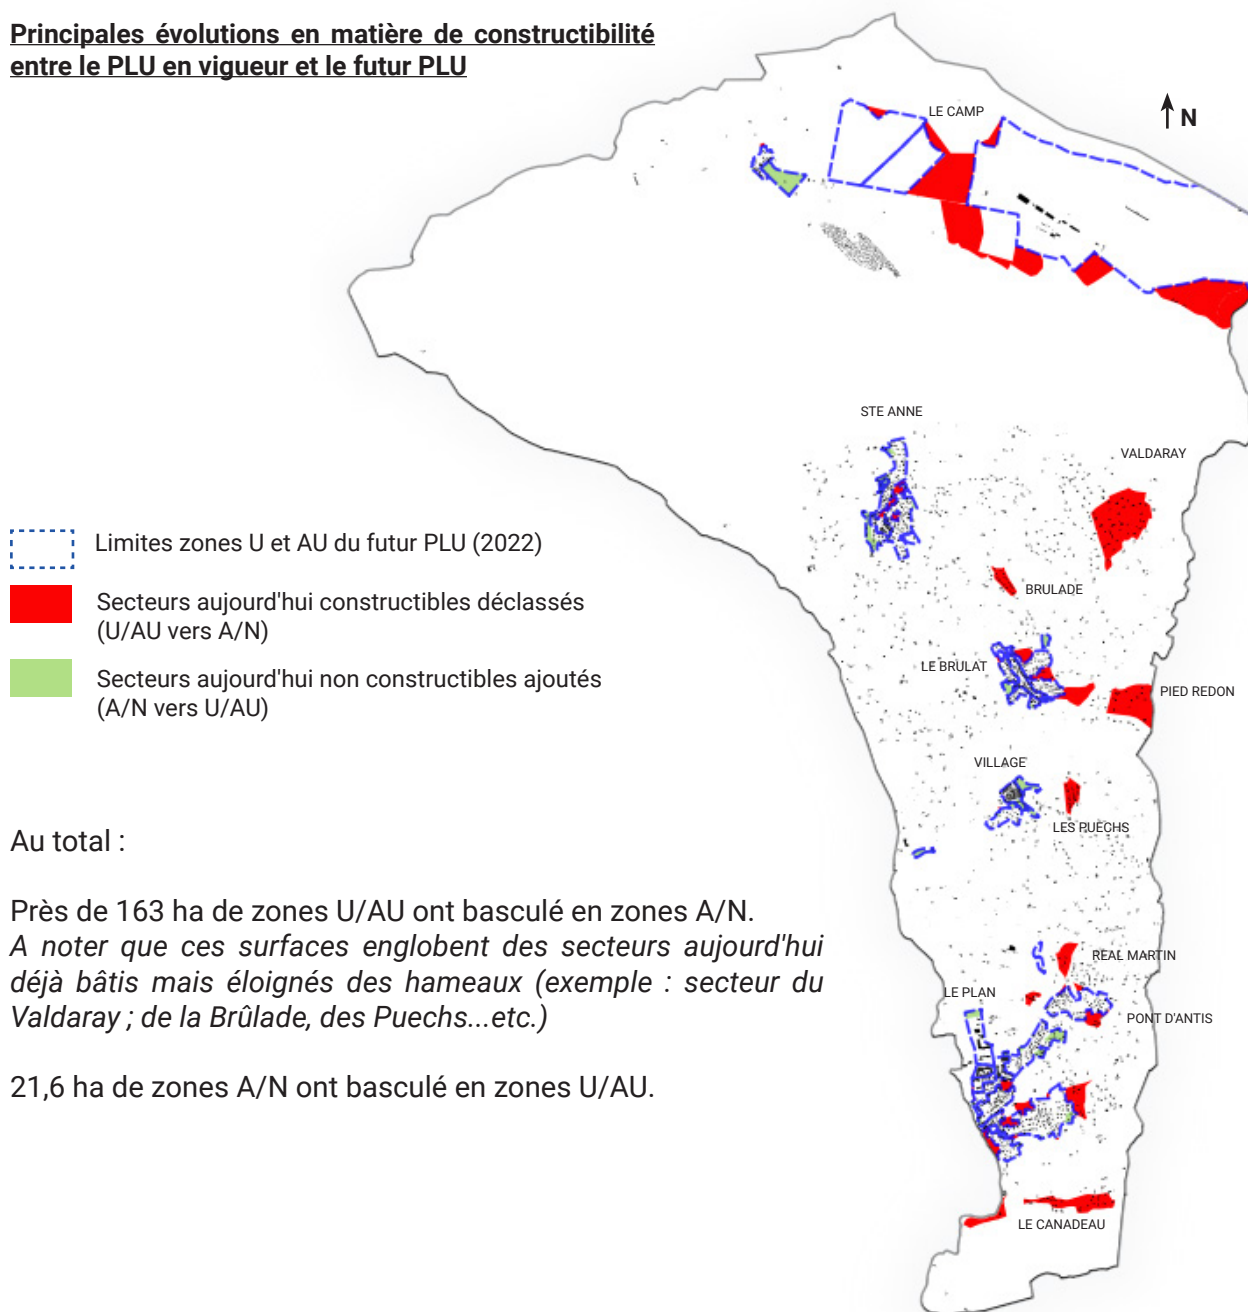 Principales évolutions en matière de constructibilité
entre le PLU en vigueur et le futur PLU
LE CAMP
N
STE ANNE
VALDARAY
BRULADE
LE BRULAT
PIED REDON
VILLAGE
LES PUECHS
REAL MARTIN
LE PLAN
PONT D'ANTIS
LE CANADEAU
Limites zones U et AU du futur PLU (2022)
Secteurs aujourd'hui constructibles déclassés
(U/AU vers A/N)
Secteurs aujourd'hui non constructibles ajoutés
(A/N vers U/AU)
Au total :
Près de 163 ha de zones U/AU ont basculé en zones A/N.
A noter que ces surfaces englobent des secteurs aujourd'hui
déjà bâtis mais éloignés des hameaux (exemple : secteur du
Valdaray ; de la Brûlade, des Puechs...etc.)
21,6 ha de zones A/N ont basculé en zones U/AU.